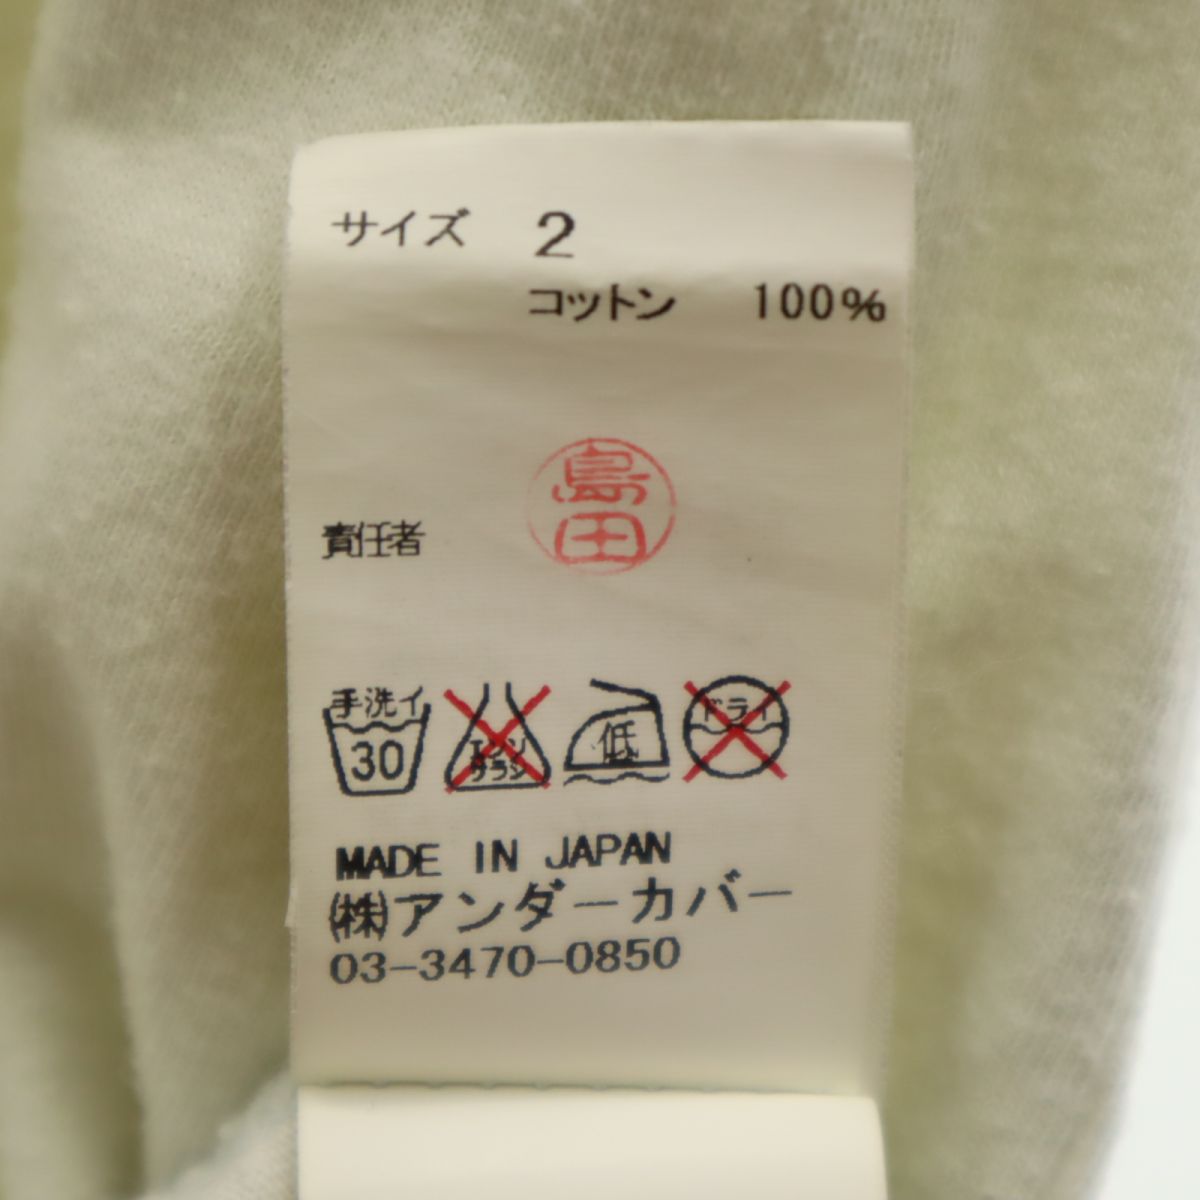 サイズ 2
コットン 100%
島田
責任者
手洗イ 30 エンソサラシ 低 ドライ
MADE IN JAPAN
㈱アンダーカバー
03-3470-0850